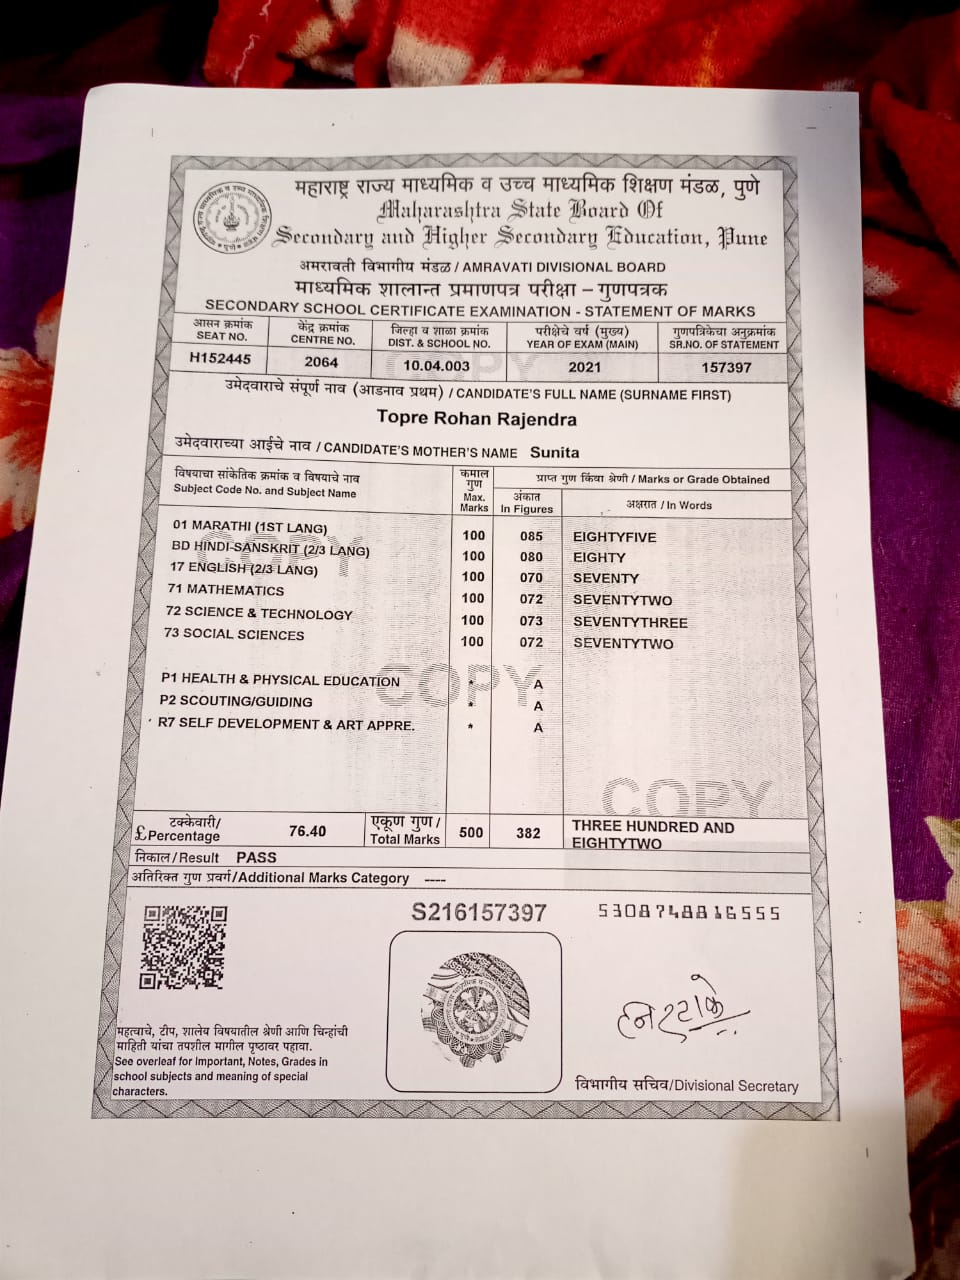 महाराष्ट्र राज्य माध्यमिक व उच्च माध्यमिक शिक्षण मंडळ, पुणे
Maharashtra State Board Of
Secondary and Higher Secondary Education, Pune
अमरावती विभागीय मंडळ / AMRAVATI DIVISIONAL BOARD
माध्यमिक शालान्त प्रमाणपत्र परीक्षा – गुणपत्रक
SECONDARY SCHOOL CERTIFICATE EXAMINATION - STATEMENT OF MARKS
आसन क्रमांक केंद्र क्रमांक जिल्हा व शाळा क्रमांक परीक्षेचे वर्ष (मुख्य) गुणपत्रिकेचा अनुक्रमांक
SEAT NO. CENTRE NO. DIST. & SCHOOL NO. YEAR OF EXAM (MAIN) SR.NO. OF STATEMENT
H152445 2064 10.04.003 2021 157397
COPY
उमेदवाराचे संपूर्ण नाव (आडनाव प्रथम) / CANDIDATE'S FULL NAME (SURNAME FIRST)
Topre Rohan Rajendra
उमेदवाराच्या आईचे नाव / CANDIDATE'S MOTHER'S NAME Sunita
विषयाचा सांकेतिक क्रमांक व विषयाचे नाव कमाल गुण प्राप्त गुण किंवा श्रेणी / Marks or Grade Obtained
Subject Code No. and Subject Name Max. Marks अंकात In Figures अक्षरात / In Words
01 MARATHI (1ST LANG) 100 085 EIGHTYFIVE
BD HINDI-SANSKRIT (2/3 LANG) 100 080 EIGHTY
COPY
17 ENGLISH (2/3 LANG) 100 070 SEVENTY
71 MATHEMATICS 100 072 SEVENTYTWO
72 SCIENCE & TECHNOLOGY 100 073 SEVENTYTHREE
73 SOCIAL SCIENCES 100 072 SEVENTYTWO
P1 HEALTH & PHYSICAL EDUCATION * A
COPY
P2 SCOUTING/GUIDING * A
R7 SELF DEVELOPMENT & ART APPRE. * A
COPY
टक्केवारी/ एकूण गुण /
£ Percentage 76.40 Total Marks 500 382 THREE HUNDRED AND
EIGHTYTWO
निकाल/Result PASS
अतिरिक्त गुण प्रवर्ग/Additional Marks Category ----
S216157397 5308748816555
महत्वाचे, टीप, शालेय विषयातील श्रेणी आणि चिन्हांची
माहिती यांचा तपशील मागील पृष्ठावर पहावा.
See overleaf for Important, Notes, Grades in
school subjects and meaning of special
characters.
विभागीय सचिव/Divisional Secretary